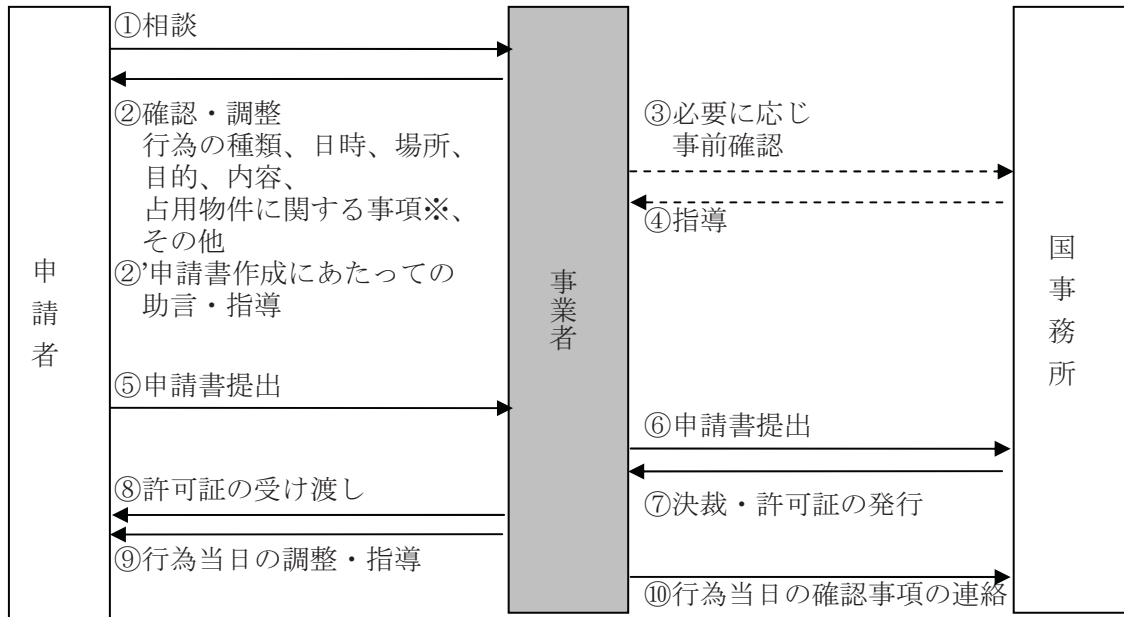 ①相談
②確認・調整
行為の種類、日時、場所、
目的、内容、
占用物件に関する事項※、
その他
②’申請書作成にあたっての
助言・指導
③必要に応じ
事前確認
④指導
申請者
事業者
国事務所
⑤申請書提出
⑥申請書提出
⑧許可証の受け渡し
⑦決裁・許可証の発行
⑨行為当日の調整・指導
⑩行為当日の確認事項の連絡